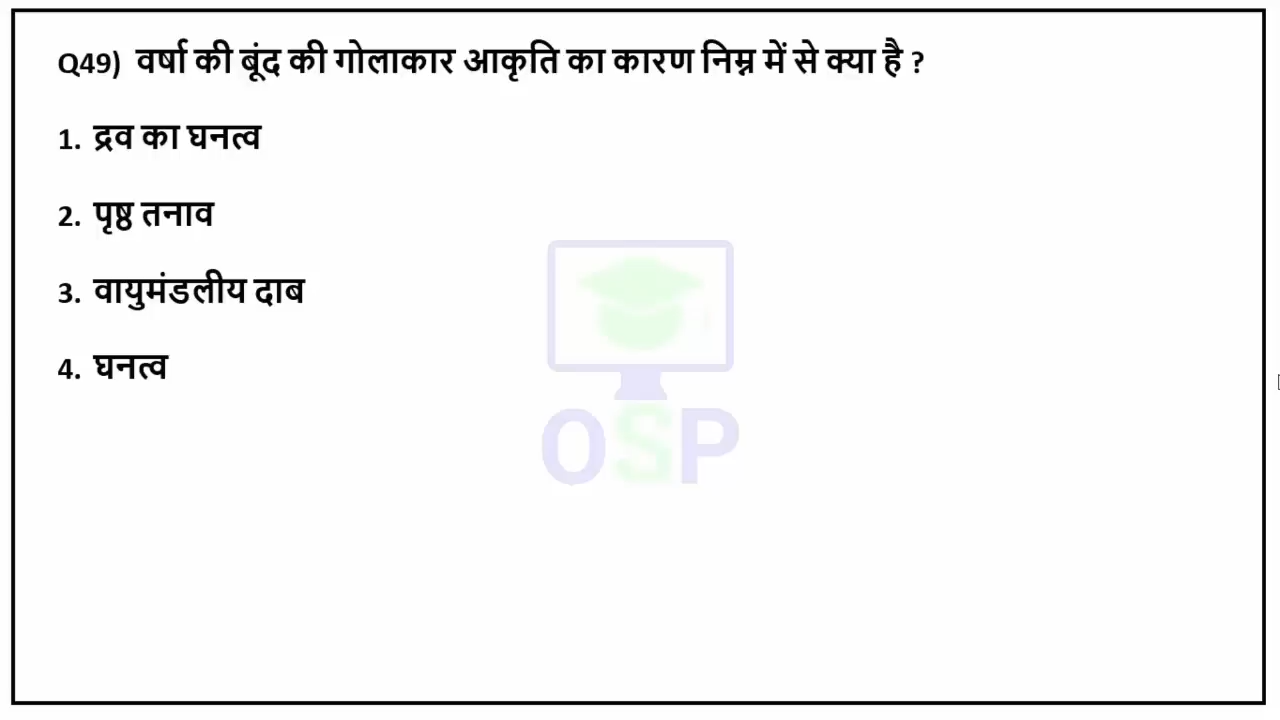 Q49) वर्षा की बूंद की गोलाकार आकृति का कारण निम्न में से क्या है ?
1. द्रव का घनत्व
2. पृष्ठ तनाव
3. वायुमंडलीय दाब
4. घनत्व
OSP